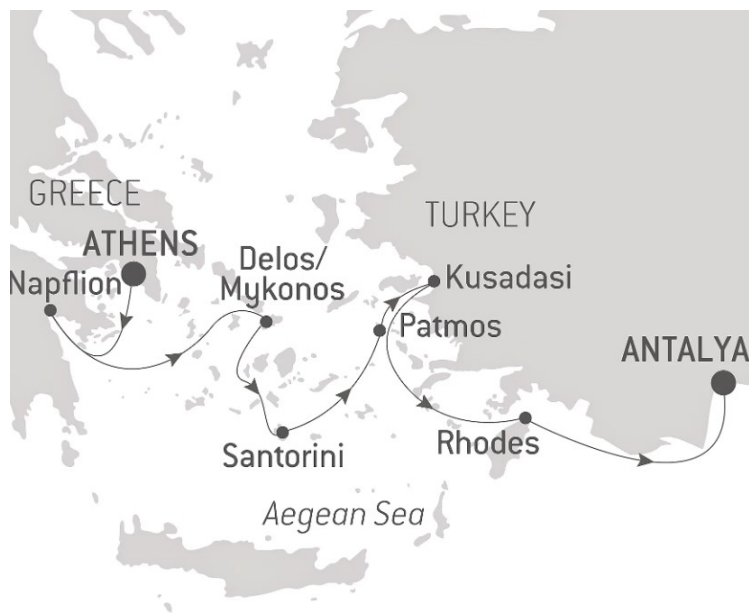 GREECE
ATHENS
Napflion
Delos/
Mykonos
TURKEY
Kusadasi
Patmos
ANTALYA
Rhodes
Santorini
Aegean Sea